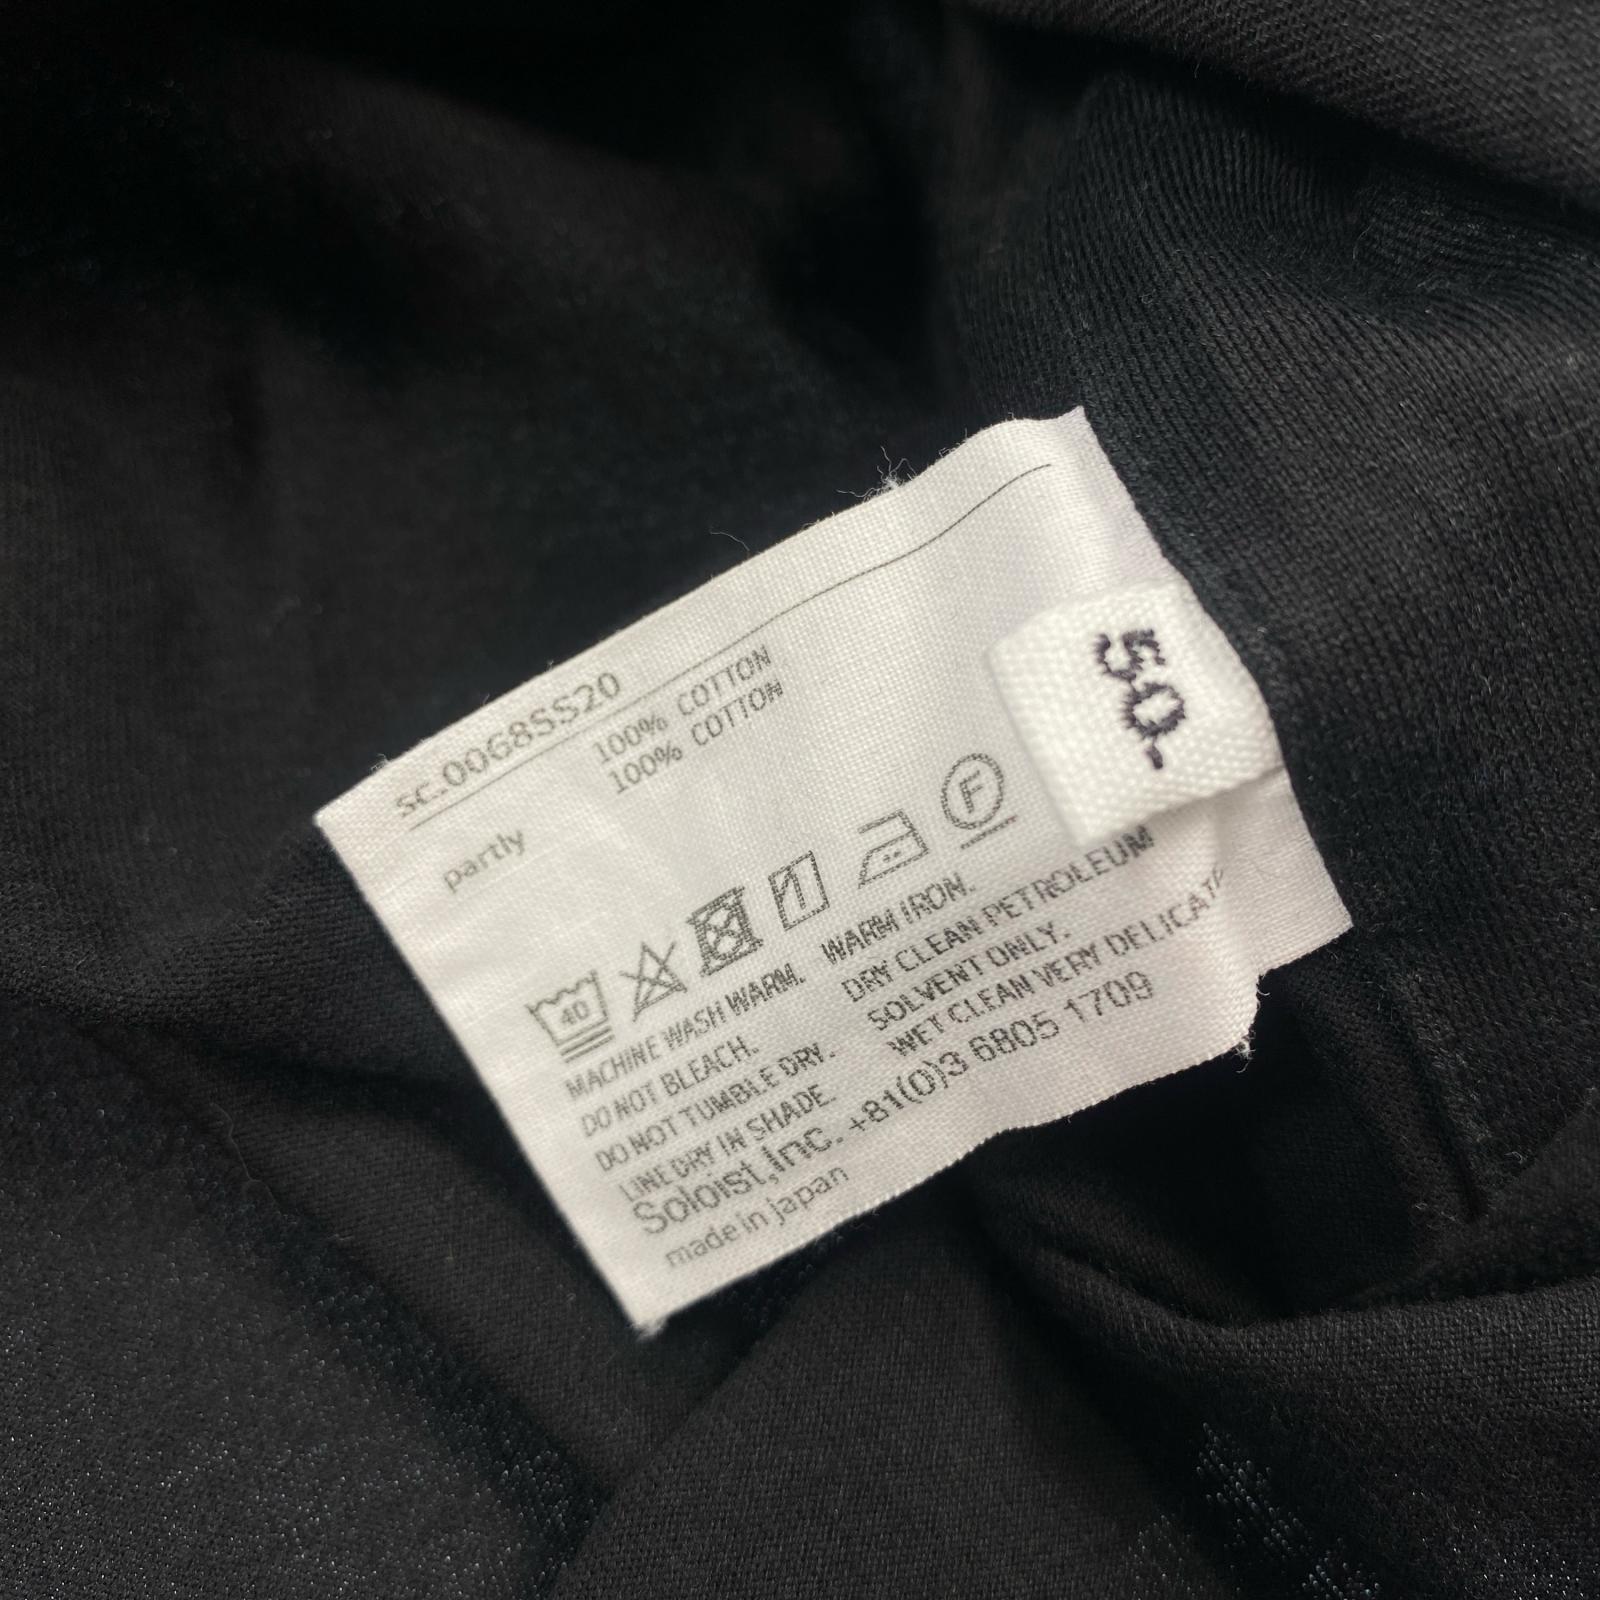 sc.0068SS20
100% COTTON
partly 100% COTTON
40
F
50.
MACHINE WASH WARM.
DO NOT BLEACH.
DO NOT TUMBLE DRY.
LINE DRY IN SHADE.
WARM IRON.
DRY CLEAN PETROLEUM
SOLVENT ONLY.
WET CLEAN VERY DELICATE
Soloist,Inc. +81(0)3 6805 1709
made in japan